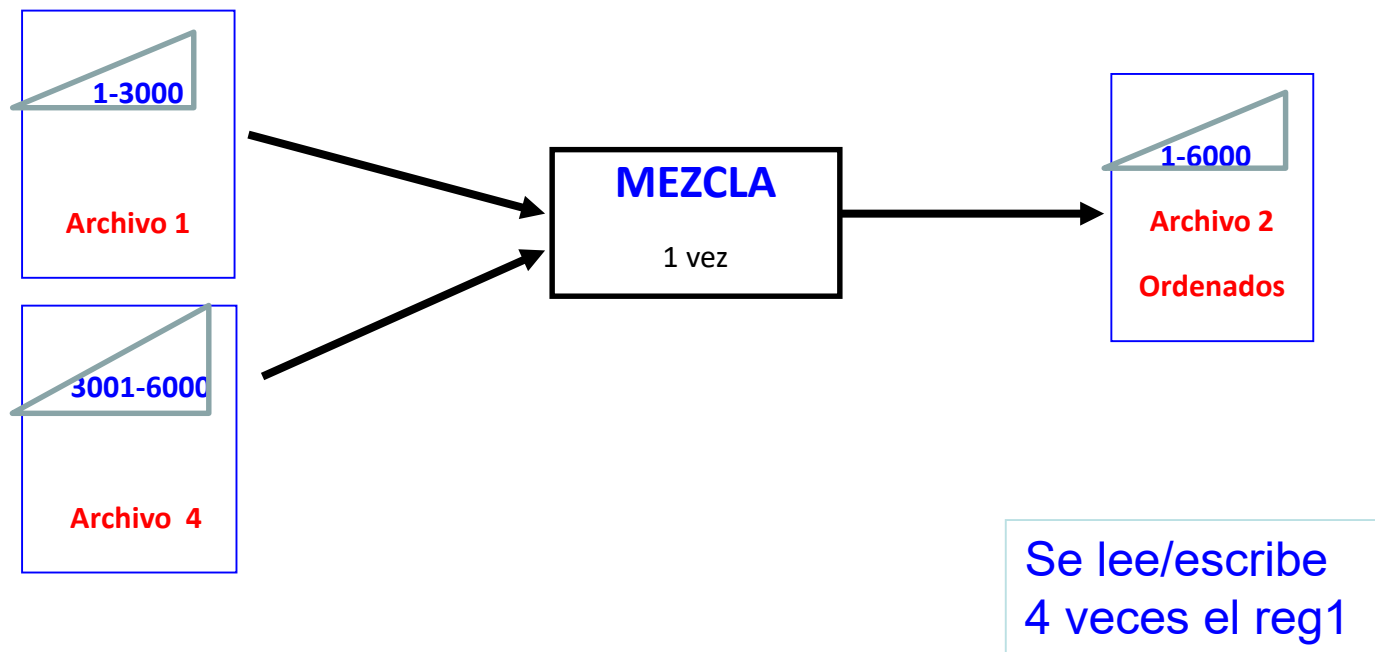 1-3000
Archivo 1
3001-6000
Archivo 4
MEZCLA
1 vez
1-6000
Archivo 2
Ordenados
Se lee/escribe
4 veces el reg1